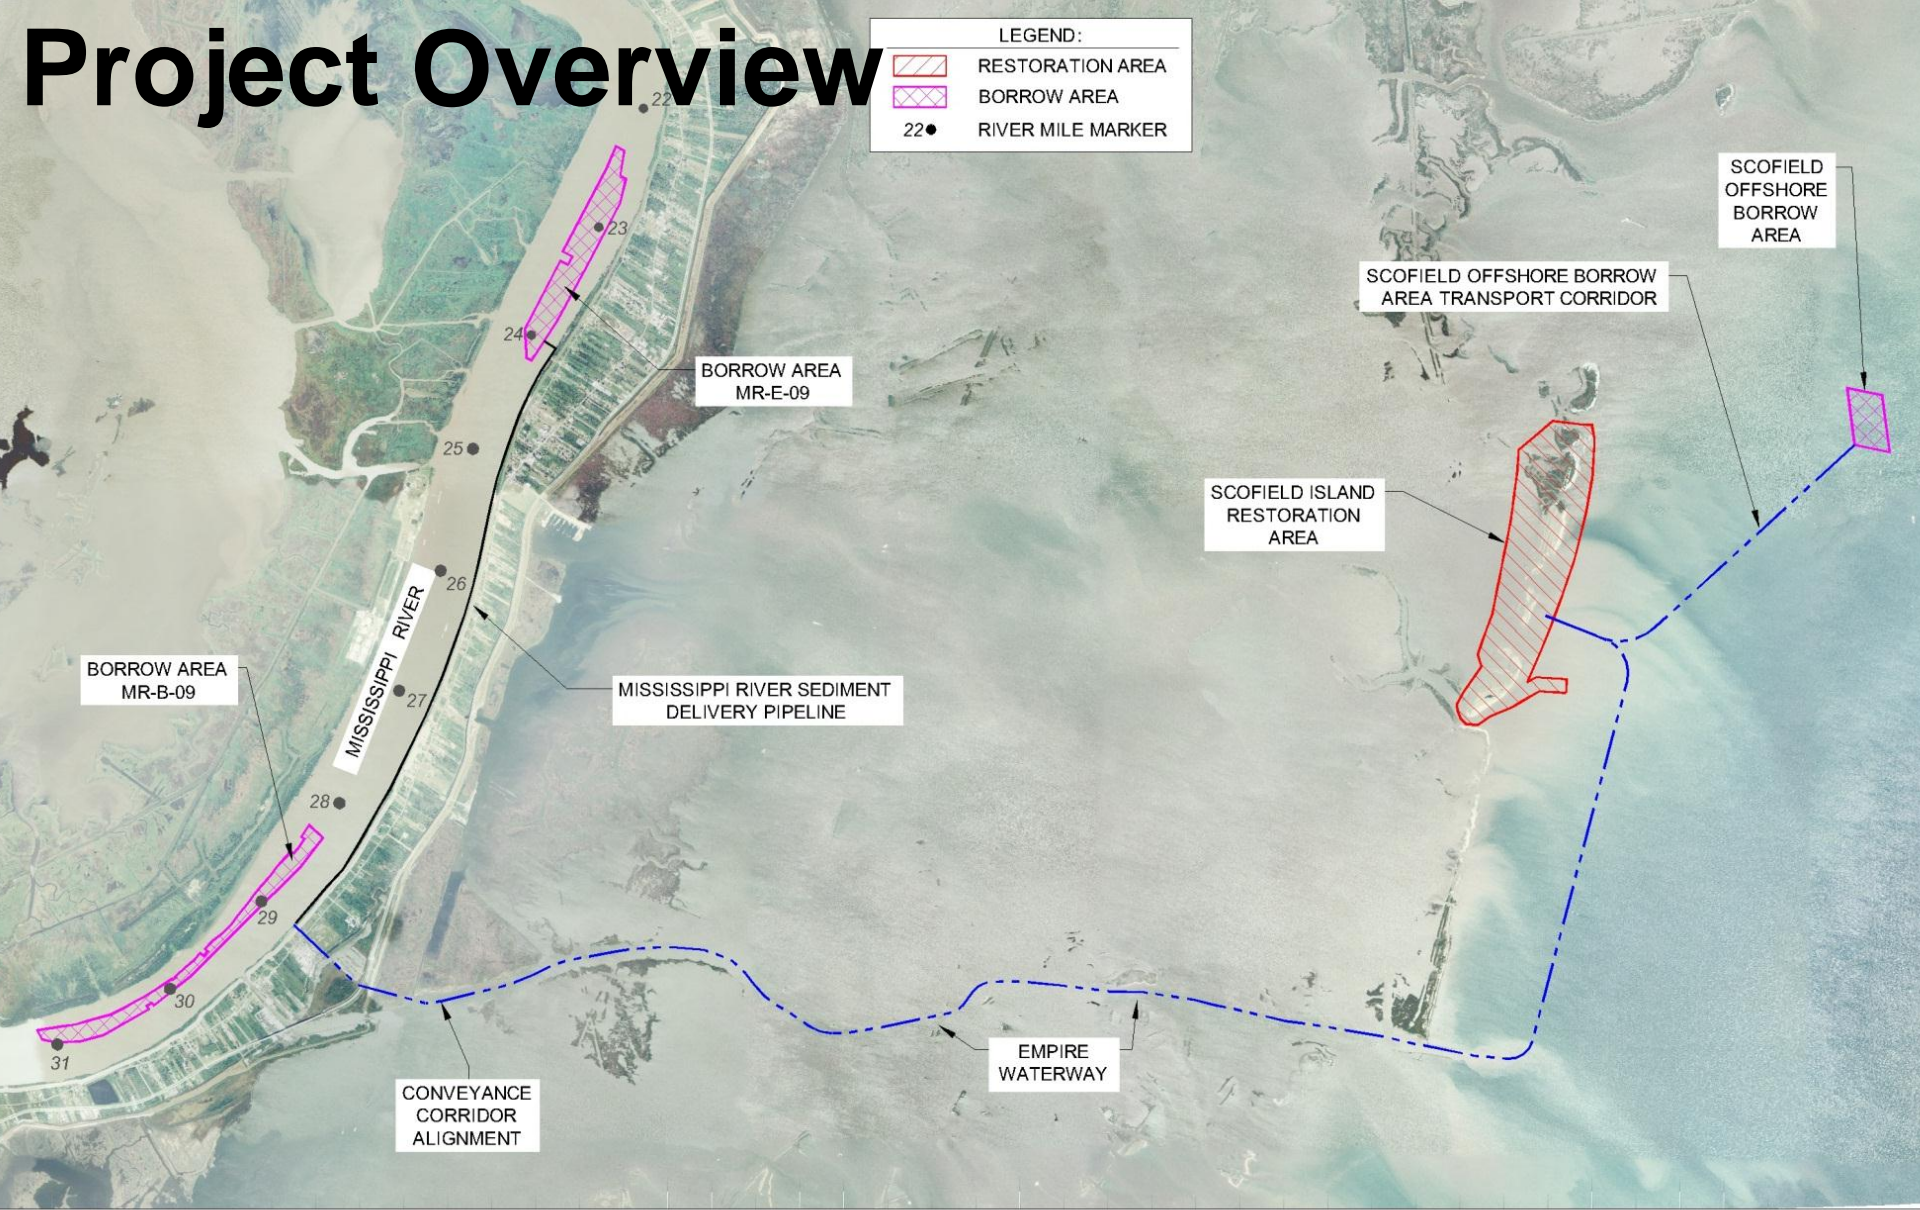 Project Overview
LEGEND:
RESTORATION AREA
BORROW AREA
22 RIVER MILE MARKER
22
23
24
25
26
27
28
29
30
31
SCOFIELD
OFFSHORE
BORROW
AREA
SCOFIELD OFFSHORE BORROW
AREA TRANSPORT CORRIDOR
BORROW AREA
MR-E-09
SCOFIELD ISLAND
RESTORATION
AREA
MISSISSIPPI RIVER
BORROW AREA
MR-B-09
MISSISSIPPI RIVER SEDIMENT
DELIVERY PIPELINE
EMPIRE
WATERWAY
CONVEYANCE
CORRIDOR
ALIGNMENT